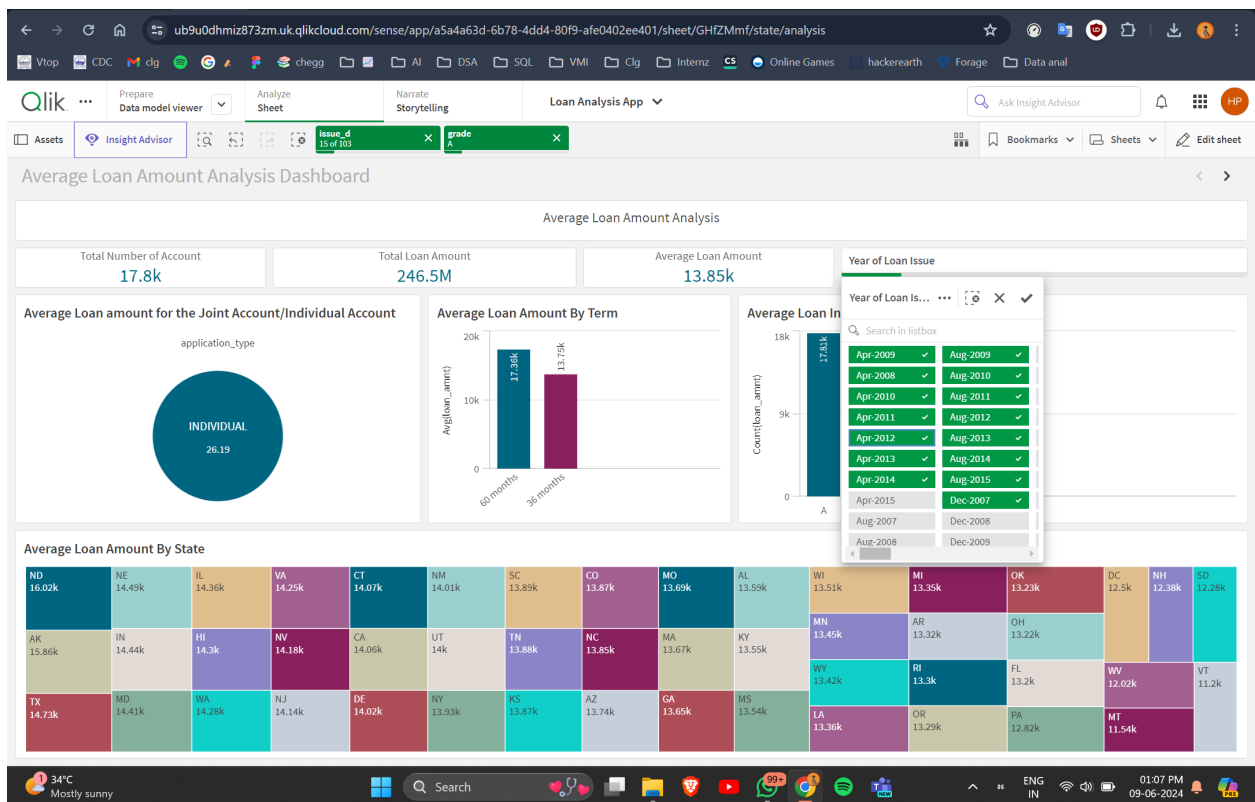 ub9u0dhmiz873zm.uk.qlikcloud.com/sense/app/a5a4a63d-6b78-4dd4-80f9-afe0402ee401/sheet/GHfZMmf/state/analysis
Vtop CDC clg chegg AI DSA SQL VMI Clg Internz CS Online Games hackerearth Forage Data anal
Qlik
Prepare
Data model viewer
Analyze
Sheet
Narrate
Storytelling
Loan Analysis App
Ask Insight Advisor
HP
Assets
Insight Advisor
issue_d
15 of 103
grade
A
Bookmarks
Sheets
Edit sheet
Average Loan Amount Analysis Dashboard
Average Loan Amount Analysis
Total Number of Account
17.8k
Total Loan Amount
246.5M
Average Loan Amount
13.85k
Year of Loan Issue
Average Loan amount for the Joint Account/Individual Account
application_type
INDIVIDUAL
26.19
Average Loan Amount By Term
Avg(loan_amnt)
20k
10k
0
17.36k
13.75k
60 months
36 months
Average Loan In
Count(loan_amnt)
18k
9k
0
17.81k
A
Year of Loan Is...
Search in listbox
Apr-2009 Aug-2009
Apr-2008 Aug-2010
Apr-2010 Aug-2011
Apr-2011 Aug-2012
Apr-2012 Aug-2013
Apr-2013 Aug-2014
Apr-2014 Aug-2015
Apr-2015 Dec-2007
Aug-2007 Dec-2008
Aug-2008 Dec-2009
Average Loan Amount By State
ND
16.02k
NE
14.49k
IL
14.36k
VA
14.25k
CT
14.07k
NM
14.01k
SC
13.89k
CO
13.87k
MO
13.69k
AL
13.59k
WI
13.51k
MI
13.35k
OK
13.23k
DC
12.5k
NH
12.38k
SD
12.28k
AK
15.86k
IN
14.44k
HI
14.3k
NV
14.18k
CA
14.06k
UT
14k
TN
13.88k
NC
13.85k
MA
13.67k
KY
13.55k
MN
13.45k
AR
13.32k
OH
13.22k
WY
13.42k
RI
13.3k
FL
13.2k
WV
12.02k
VT
11.2k
TX
14.73k
MD
14.41k
WA
14.28k
NJ
14.14k
DE
14.02k
NY
13.93k
KS
13.87k
AZ
13.74k
GA
13.65k
MS
13.54k
LA
13.36k
OR
13.29k
PA
12.82k
MT
11.54k
1
34°C
Mostly sunny
Search
99+
NEW
ENG
IN
01:07 PM
09-06-2024
PRE